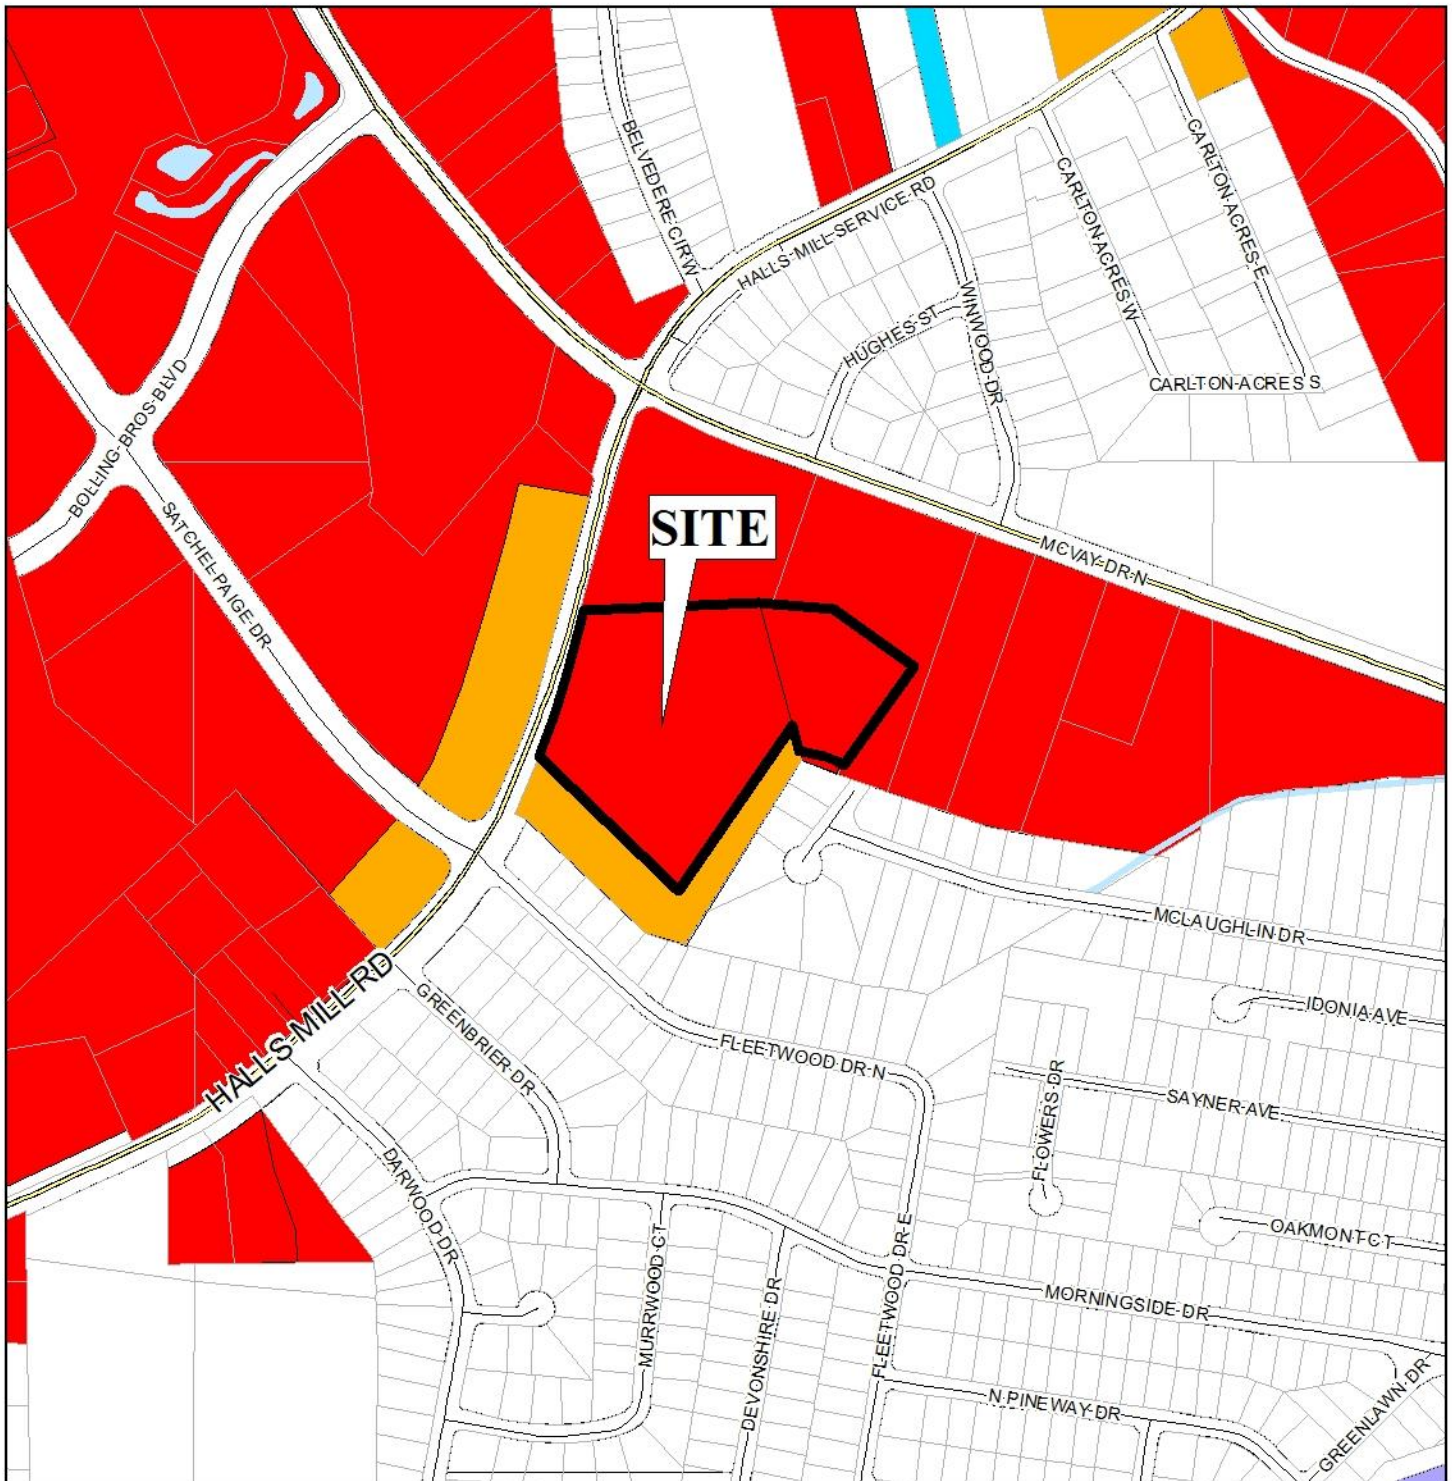 BELVEDERE CIR W
HALLS MILL SERVICE RD
CARLTON ACRES W
CARLTON ACRES E
HUGHES ST
WINWOOD DR
CARLTON ACRES S
BOLLING BROS BLVD
SATCHEL PAIGE DR
SITE
MCVAY DR N
MCLAUGHLIN DR
HALLS MILL RD
GREENBRIER DR
FLEETWOOD DR N
IDONIA AVE
SAYNER AVE
FLOWERS DR
DARWOOD DR
OAKMONT CT
MURRWOOD CT
DEVONSHIRE DR
FLEETWOOD DR E
MORNINGSIDE DR
N PINEWAY DR
GREENLAWN DR